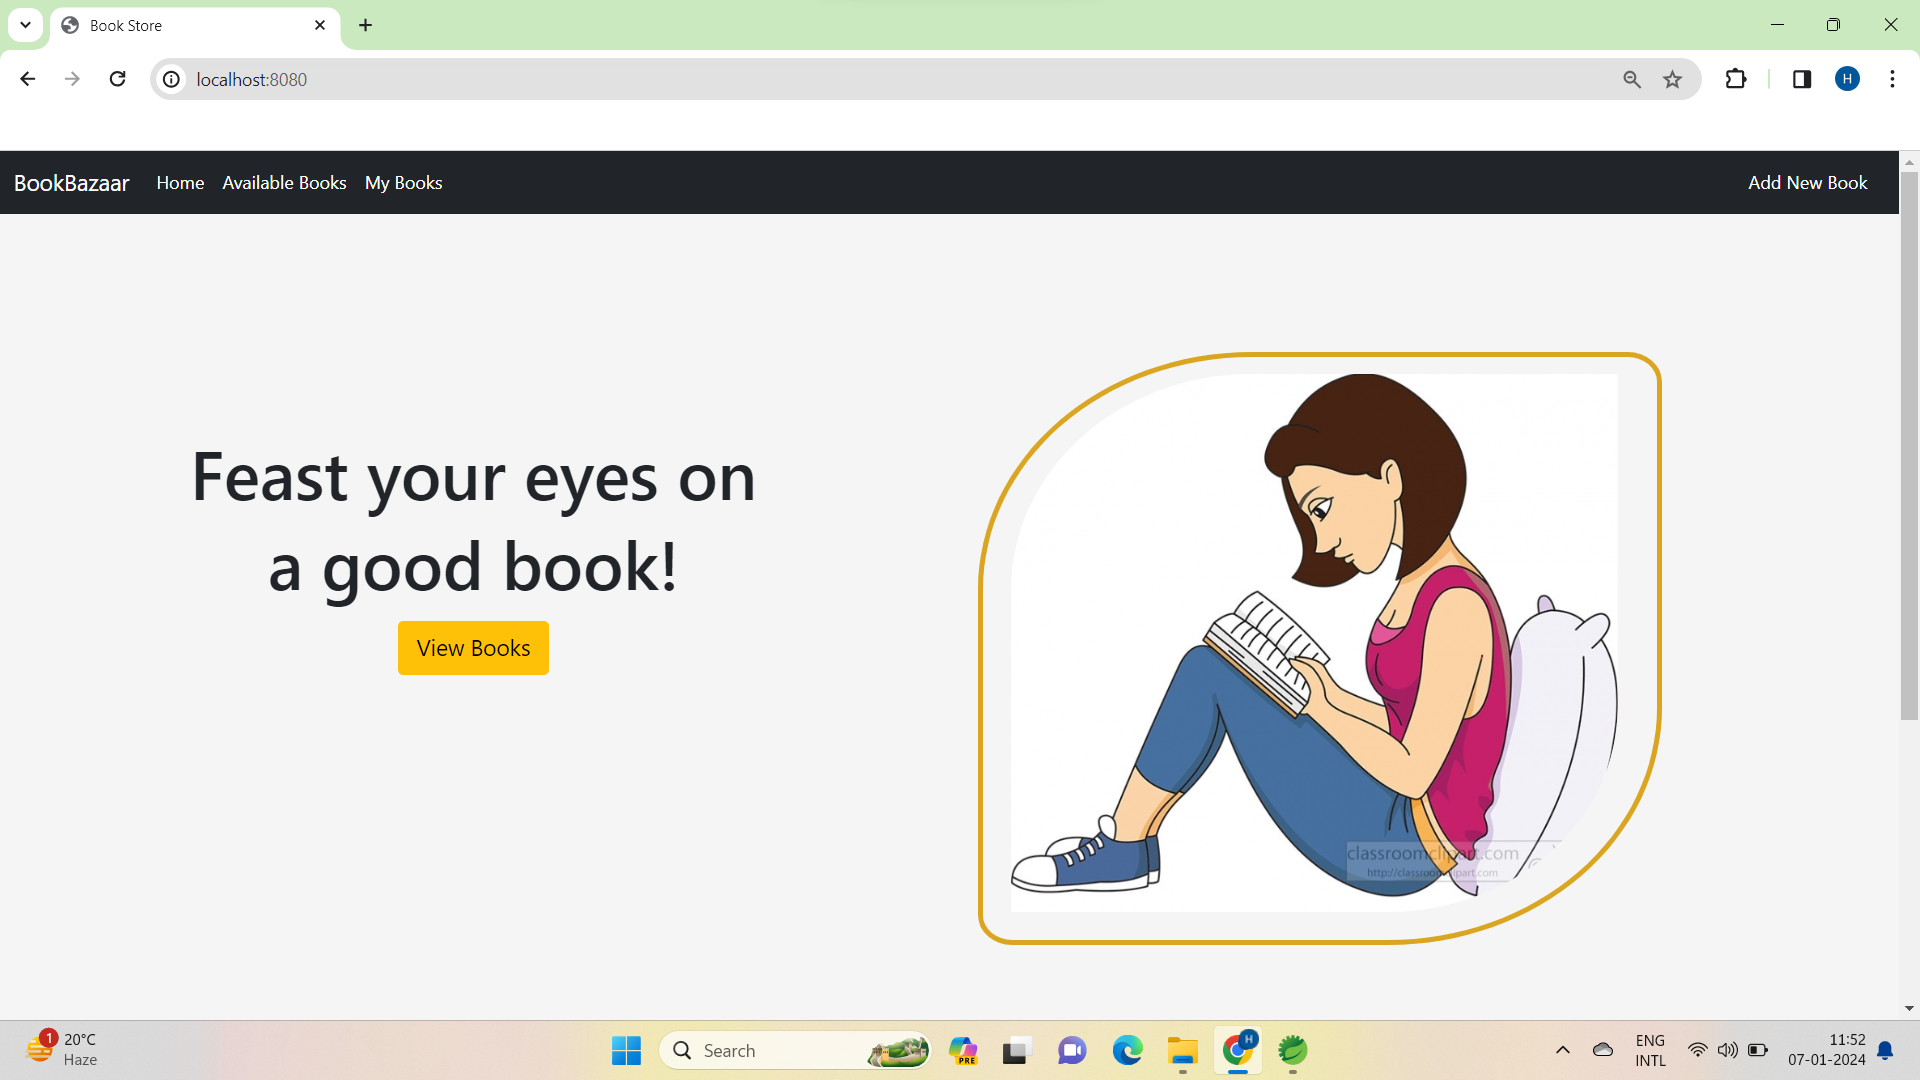 Book Store
localhost:8080
H
BookBazaar Home Available Books My Books Add New Book
Feast your eyes on
a good book!
View Books
classroomclipart.com
http://classroomclipart.com
1
20°C
Haze
Search
PRE
H
ENG
INTL
11:52
07-01-2024